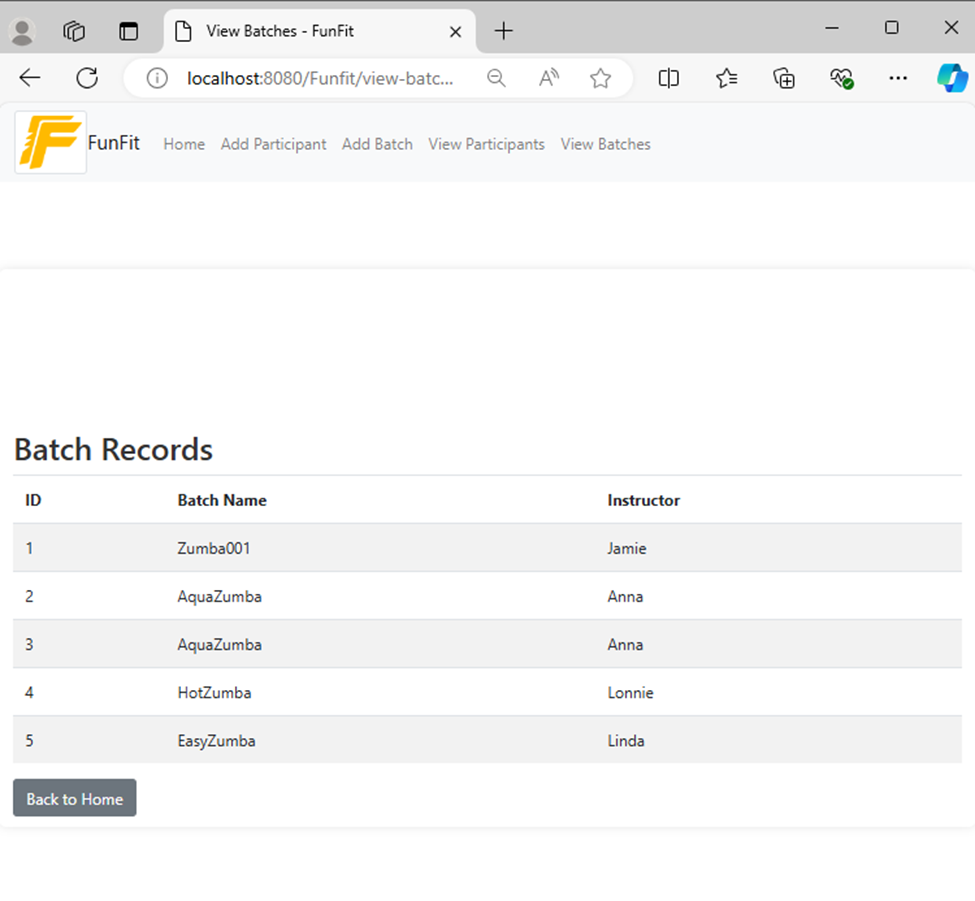 View Batches - FunFit
localhost:8080/Funfit/view-batc...
FunFit Home Add Participant Add Batch View Participants View Batches
Batch Records
ID Batch Name Instructor
1 Zumba001 Jamie
2 AquaZumba Anna
3 AquaZumba Anna
4 HotZumba Lonnie
5 EasyZumba Linda
Back to Home